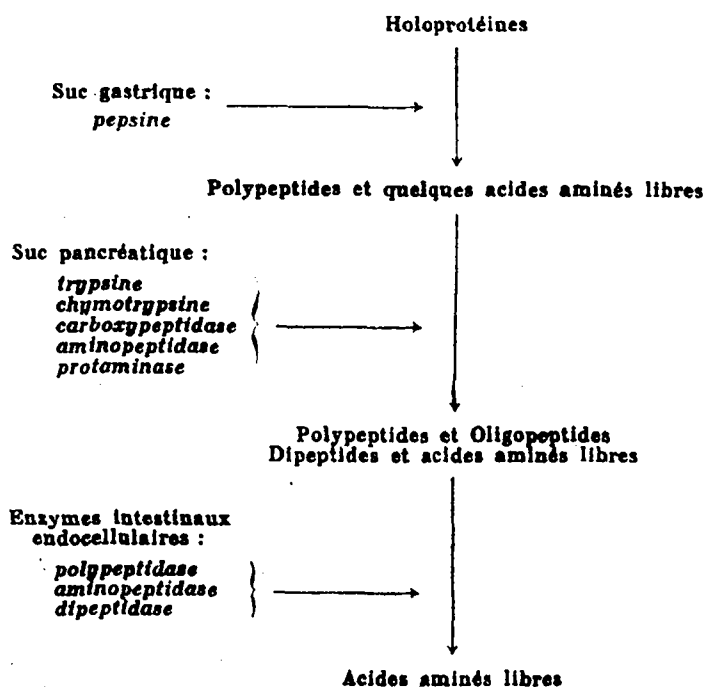 Holoprotéines
Suc gastrique :
pepsine
Polypeptides et quelques acides aminés libres
Suc pancréatique :
trypsine
chymotrypsine
carboxypeptidase
aminopeptidase
protaminase
Polypeptides et Oligopeptides
Dipeptides et acides aminés libres
Enzymes intestinaux
endocellulaires :
polypeptidase
aminopeptidase
dipeptidase
Acides aminés libres